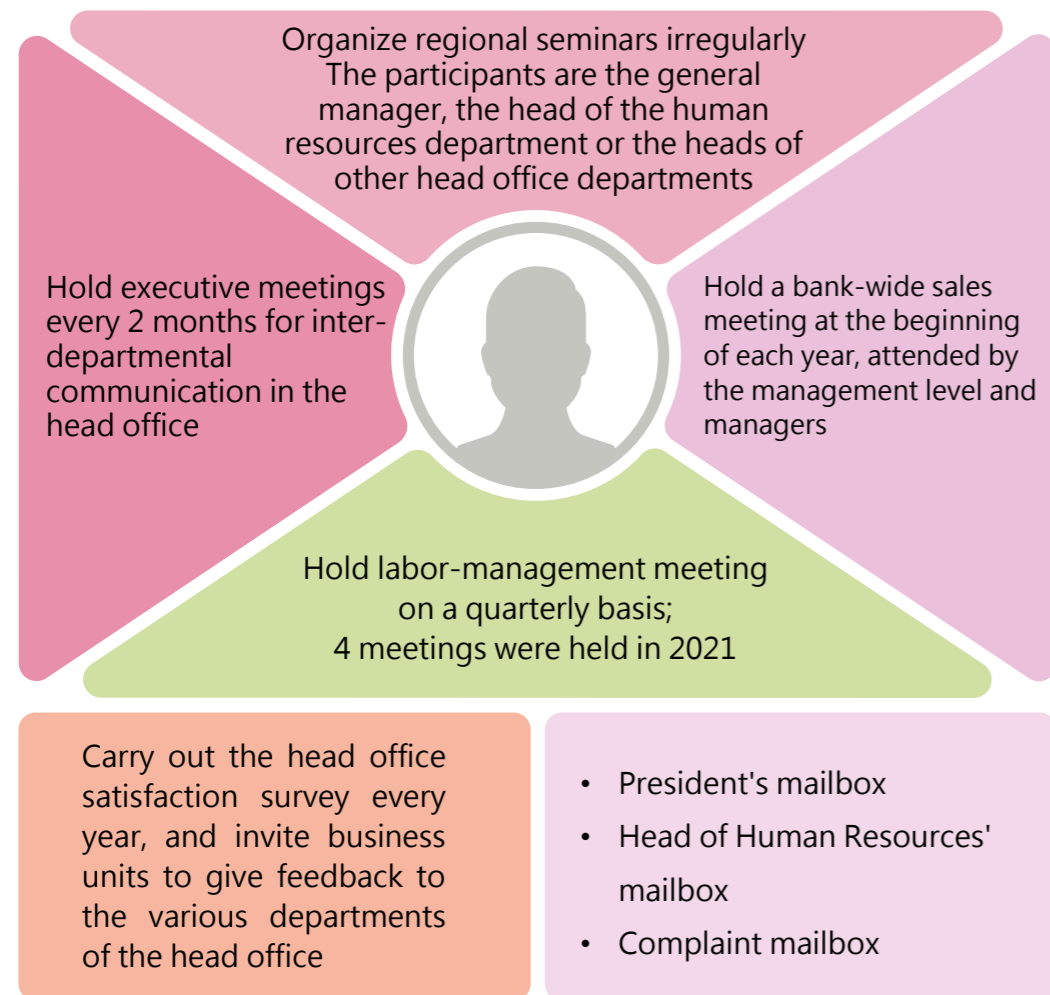 Organize regional seminars irregularly
The participants are the general
manager, the head of the human
resources department or the heads of
other head office departments
Hold executive meetings
every 2 months for inter-
departmental
communication in the
head office
Hold a bank-wide sales
meeting at the beginning
of each year, attended by
the management level and
managers
Hold labor-management meeting
on a quarterly basis;
4 meetings were held in 2021
Carry out the head office
satisfaction survey every
year, and invite business
units to give feedback to
the various departments
of the head office
• President's mailbox
• Head of Human Resources'
mailbox
• Complaint mailbox